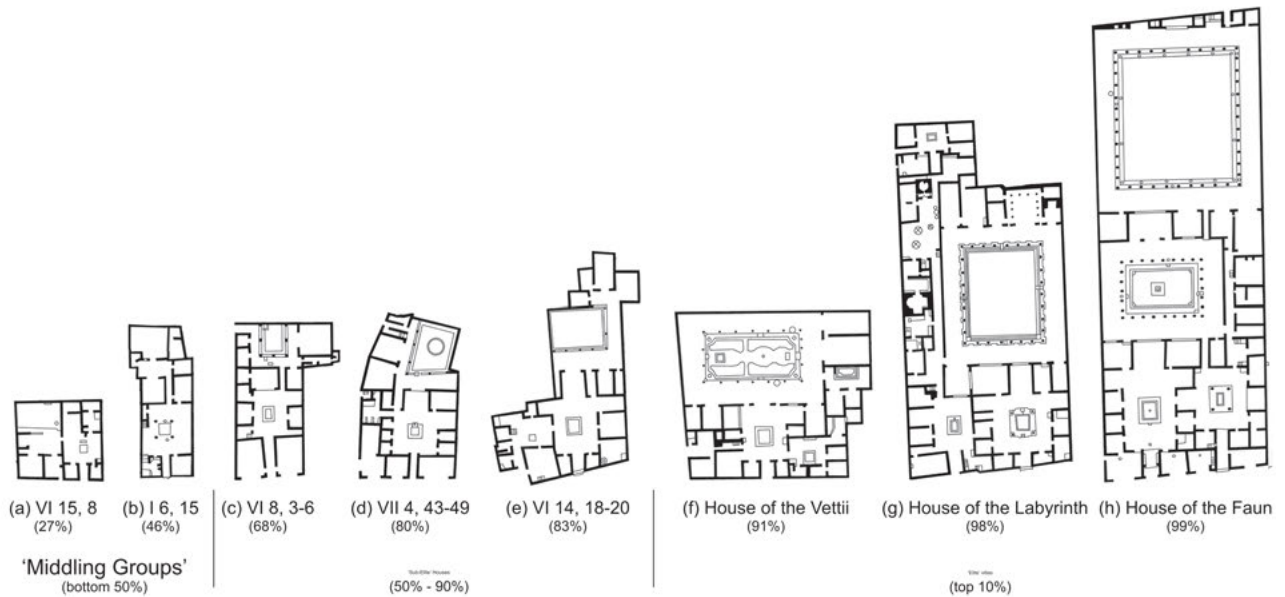 (a) VI 15, 8
(27%)
(b) I 6, 15
(46%)
(c) VI 8, 3-6
(68%)
(d) VII 4, 43-49
(80%)
(e) VI 14, 18-20
(83%)
(f) House of the Vettii
(91%)
(g) House of the Labyrinth
(98%)
(h) House of the Faun
(99%)
'Middling Groups'
(bottom 50%)
(50% - 90%)
(top 10%)